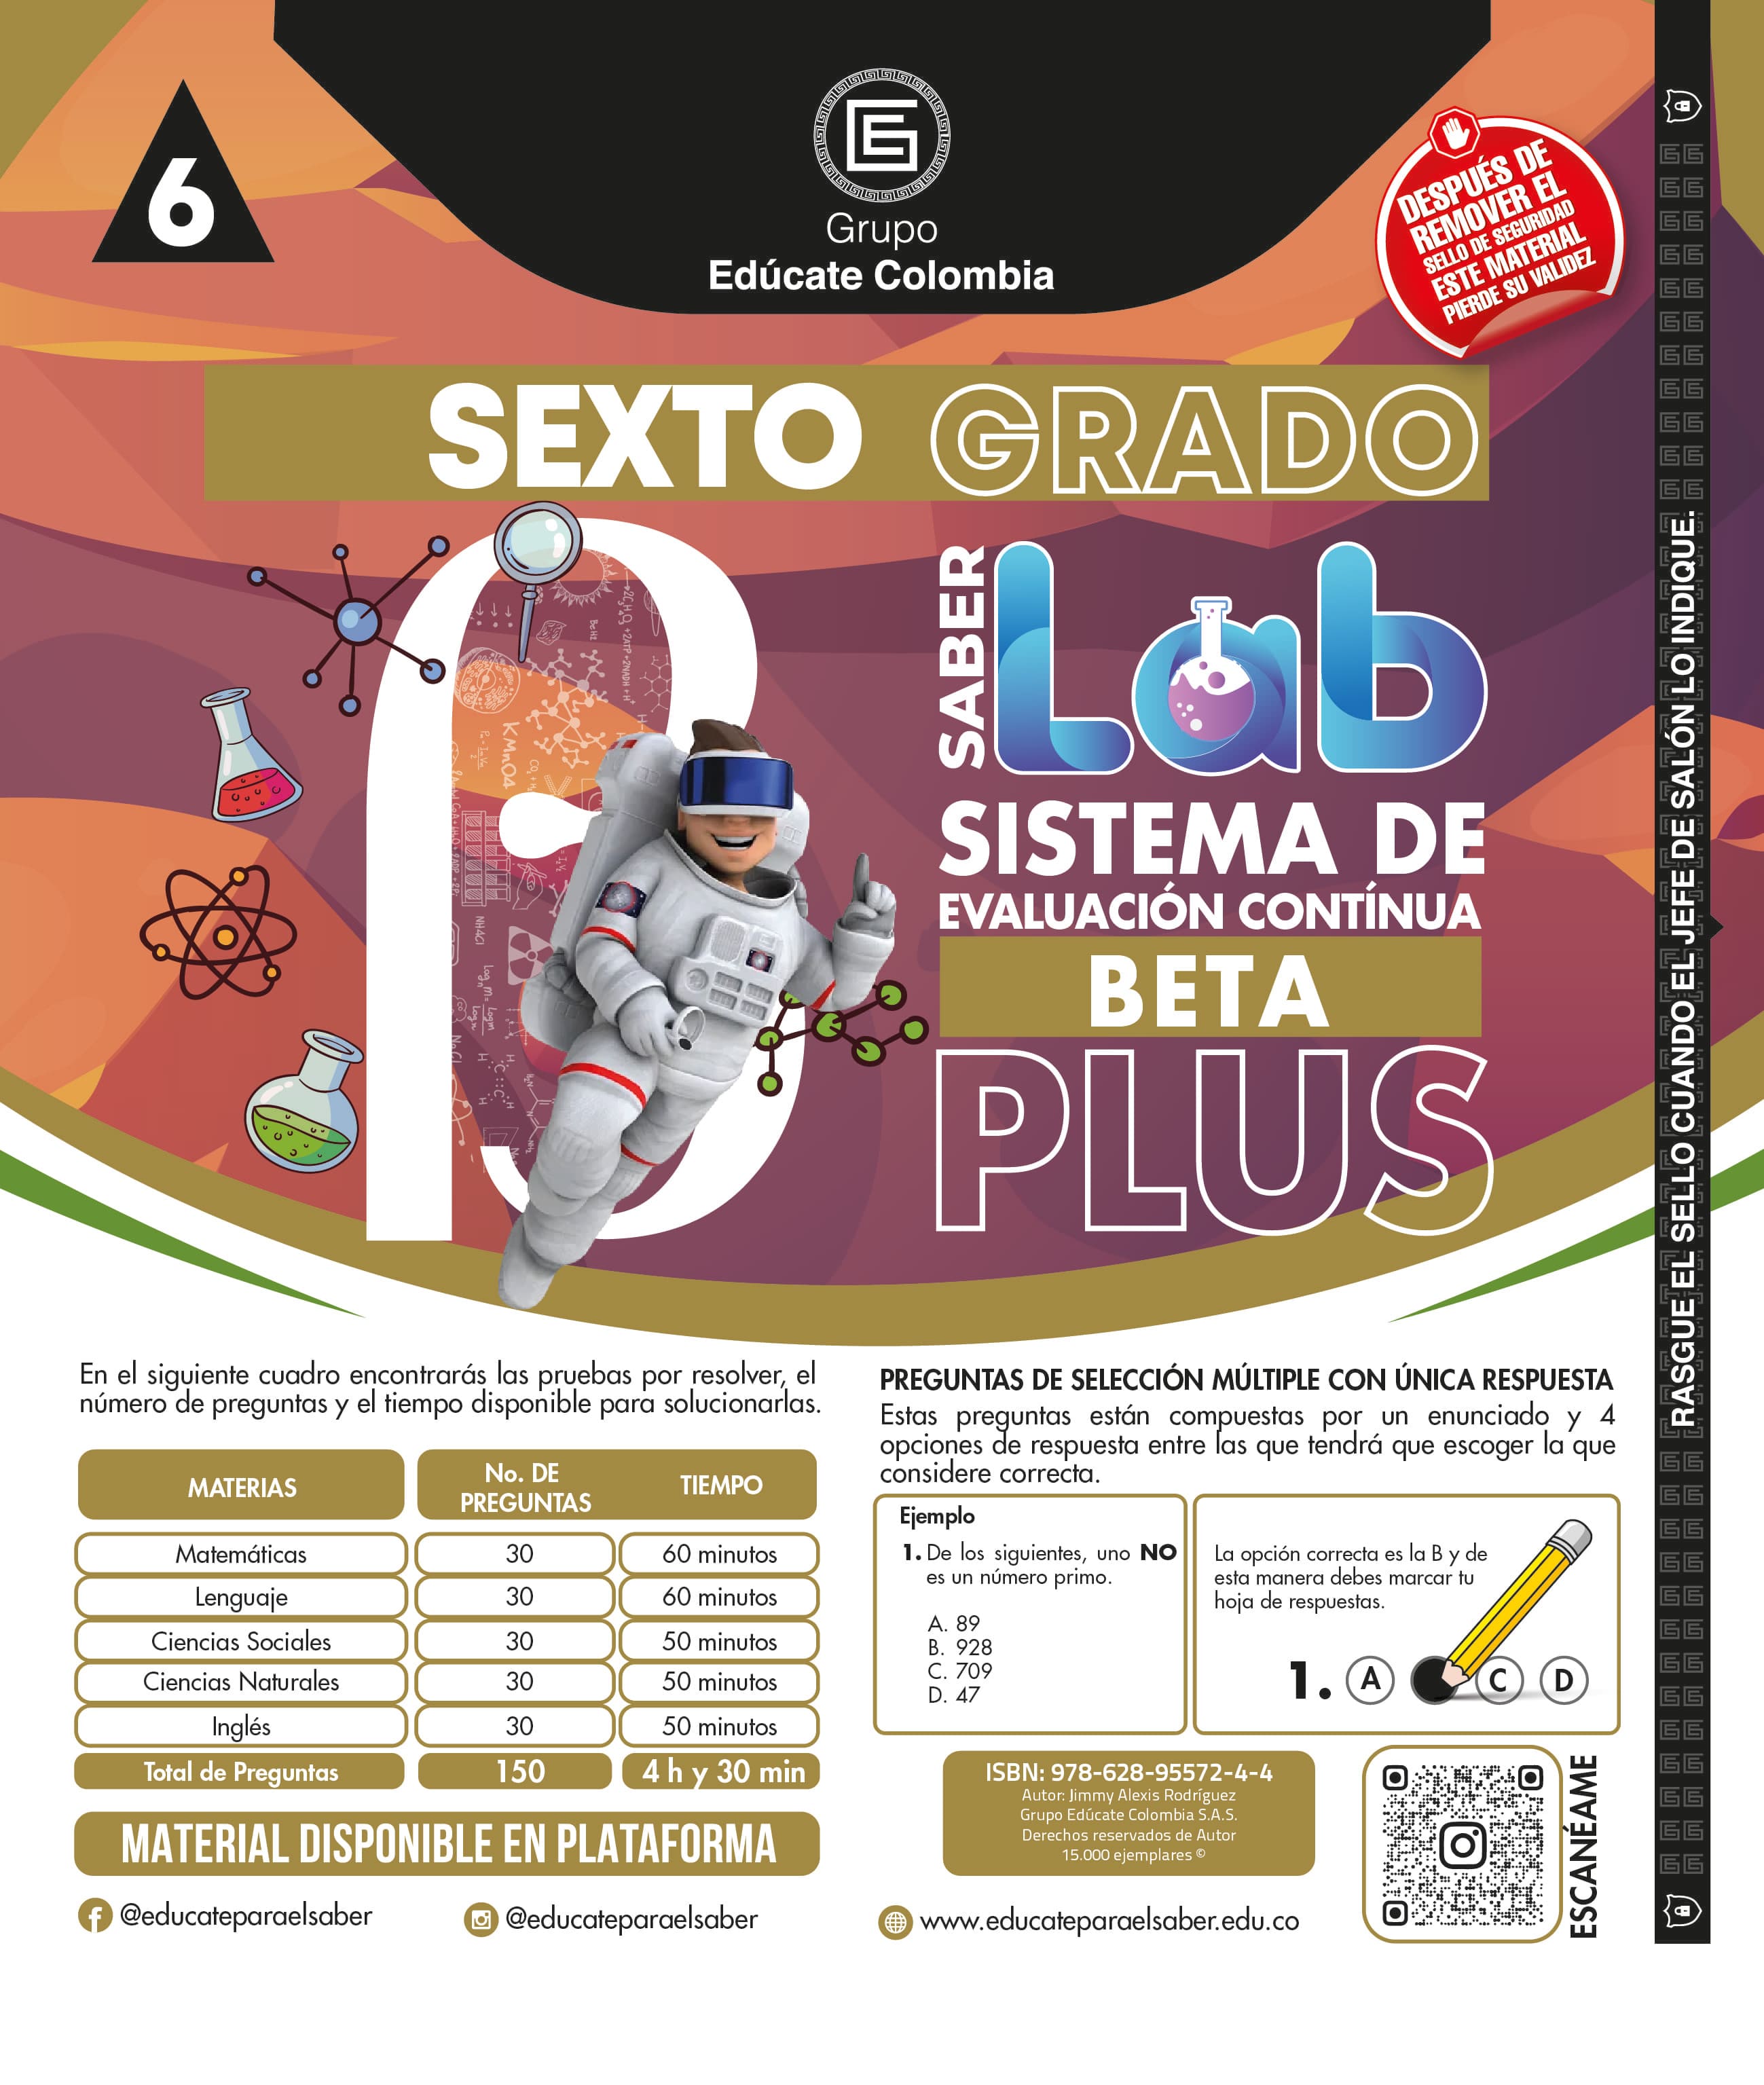 6
Grupo
Edúcate Colombia
DESPUÉS DE
REMOVER EL
SELLO DE SEGURIDAD
ESTE MATERIAL
PIERDE SU VALIDEZ
SEXTO GRADO
SABER
Lab
SISTEMA DE
EVALUACIÓN CONTÍNUA
BETA
PLUS
β
KMnO4
NH4Cl
RASGUE EL SELLO CUANDO EL JEFE DE SALÓN LO INDIQUE.
En el siguiente cuadro encontrarás las pruebas por resolver, el
número de preguntas y el tiempo disponible para solucionarlas.
MATERIAS No. DE PREGUNTAS TIEMPO
Matemáticas 30 60 minutos
Lenguaje 30 60 minutos
Ciencias Sociales 30 50 minutos
Ciencias Naturales 30 50 minutos
Inglés 30 50 minutos
Total de Preguntas 150 4 h y 30 min
MATERIAL DISPONIBLE EN PLATAFORMA
@educateparaelsaber
@educateparaelsaber
PREGUNTAS DE SELECCIÓN MÚLTIPLE CON ÚNICA RESPUESTA
Estas preguntas están compuestas por un enunciado y 4
opciones de respuesta entre las que tendrá que escoger la que
considere correcta.
Ejemplo
1. De los siguientes, uno NO
es un número primo.
A. 89
B. 928
C. 709
D. 47
La opción correcta es la B y de
esta manera debes marcar tu
hoja de respuestas.
1. A C D
ISBN: 978-628-95572-4-4
Autor: Jimmy Alexis Rodríguez
Grupo Edúcate Colombia S.A.S.
Derechos reservados de Autor
15.000 ejemplares ©
ESCANÉAME
www.educateparaelsaber.edu.co